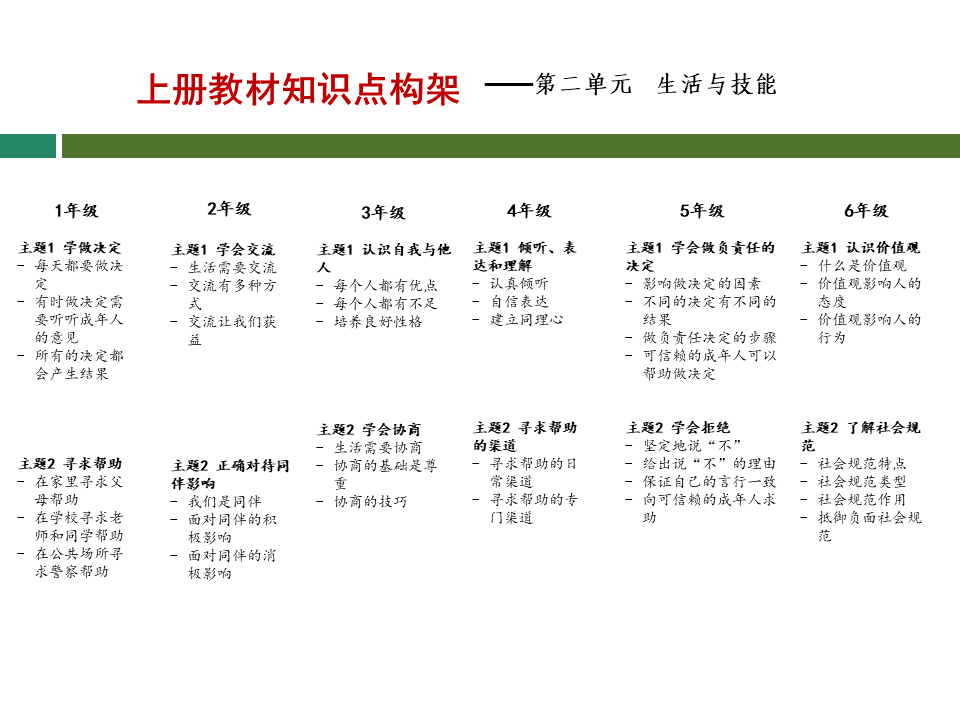 上册教材知识点构架 ——第二单元 生活与技能
1年级
主题1 学做决定
- 每天都要做决
定
- 有时做决定需
要听听成年人
的意见
- 所有的决定都
会产生结果
主题2 寻求帮助
- 在家里寻求父
母帮助
- 在学校寻求老
师和同学帮助
- 在公共场所寻
求警察帮助
2年级
主题1 学会交流
- 生活需要交流
- 交流有多种方
式
- 交流让我们获
益
主题2 正确对待同
伴影响
- 我们是同伴
- 面对同伴的积
极影响
- 面对同伴的消
极影响
3年级
主题1 认识自我与他
人
- 每个人都有优点
- 每个人都有不足
- 培养良好性格
主题2 学会协商
- 生活需要协商
- 协商的基础是尊
重
- 协商的技巧
4年级
主题1 倾听、表
达和理解
- 认真倾听
- 自信表达
- 建立同理心
主题2 寻求帮助
的渠道
- 寻求帮助的日
常渠道
- 寻求帮助的专
门渠道
5年级
主题1 学会做负责任的
决定
- 影响做决定的因素
- 不同的决定有不同的
结果
- 做负责任决定的步骤
- 可信赖的成年人可以
帮助做决定
主题2 学会拒绝
- 坚定地说“不”
- 给出说“不”的理由
- 保证自己的言行一致
- 向可信赖的成年人求
助
6年级
主题1 认识价值观
- 什么是价值观
- 价值观影响人的
态度
- 价值观影响人的
行为
主题2 了解社会规
范
- 社会规范特点
- 社会规范类型
- 社会规范作用
- 抵御负面社会规
范